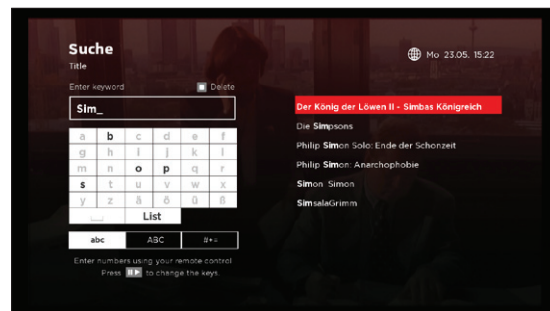 Suche
Title
Mo 23.05. 15:22
Enter keyword
Delete
Sim_
a b c d e f
g h i j k l
m n o p q r
s t u v w x
y z ä ö ü ß
List
abc ABC #+=
Enter numbers using your remote control
Press to change the keys.
Der König der Löwen II - Simbas Königreich
Die Simpsons
Philip Simon Solo: Ende der Schonzeit
Philip Simon: Anarchophobie
Simon Simon
SimsalaGrimm